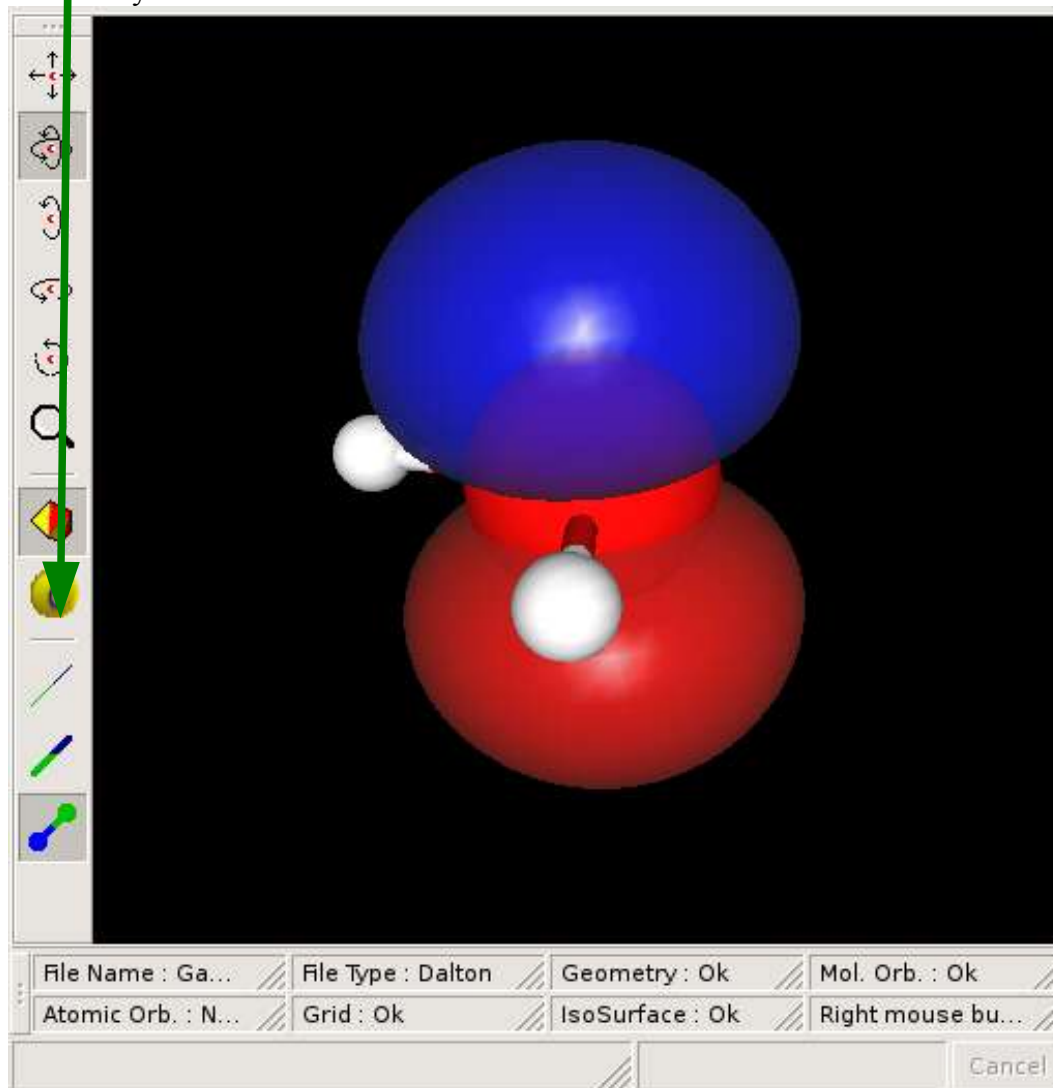 File Name : Ga... File Type : Dalton Geometry : Ok Mol. Orb. : Ok
Atomic Orb. : N... Grid : Ok IsoSurface : Ok Right mouse bu...
Cancel